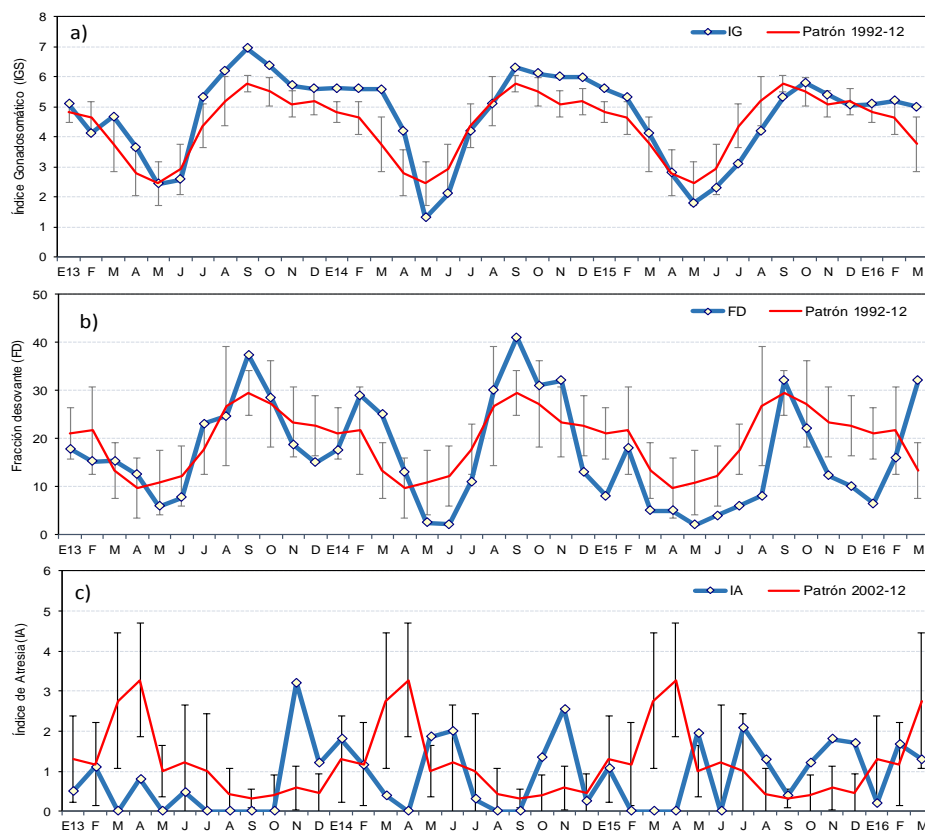 a)
IG Patrón 1992-12
Índice Gonadosomático (IGS)
8
7
6
5
4
3
2
1
0
E13 F M A M J J A S O N D E14 F M A M J J A S O N D E15 F M A M J J A S O N D E16 F M
b)
FD Patrón 1992-12
Fracción desovante (FD)
50
40
30
20
10
0
E13 F M A M J J A S O N D E14 F M A M J J A S O N D E15 F M A M J J A S O N D E16 F M
c)
IA Patrón 2002-12
Índice de Atresia (IA)
6
5
4
3
2
1
0
E13 F M A M J J A S O N D E14 F M A M J J A S O N D E15 F M A M J J A S O N D E16 F M